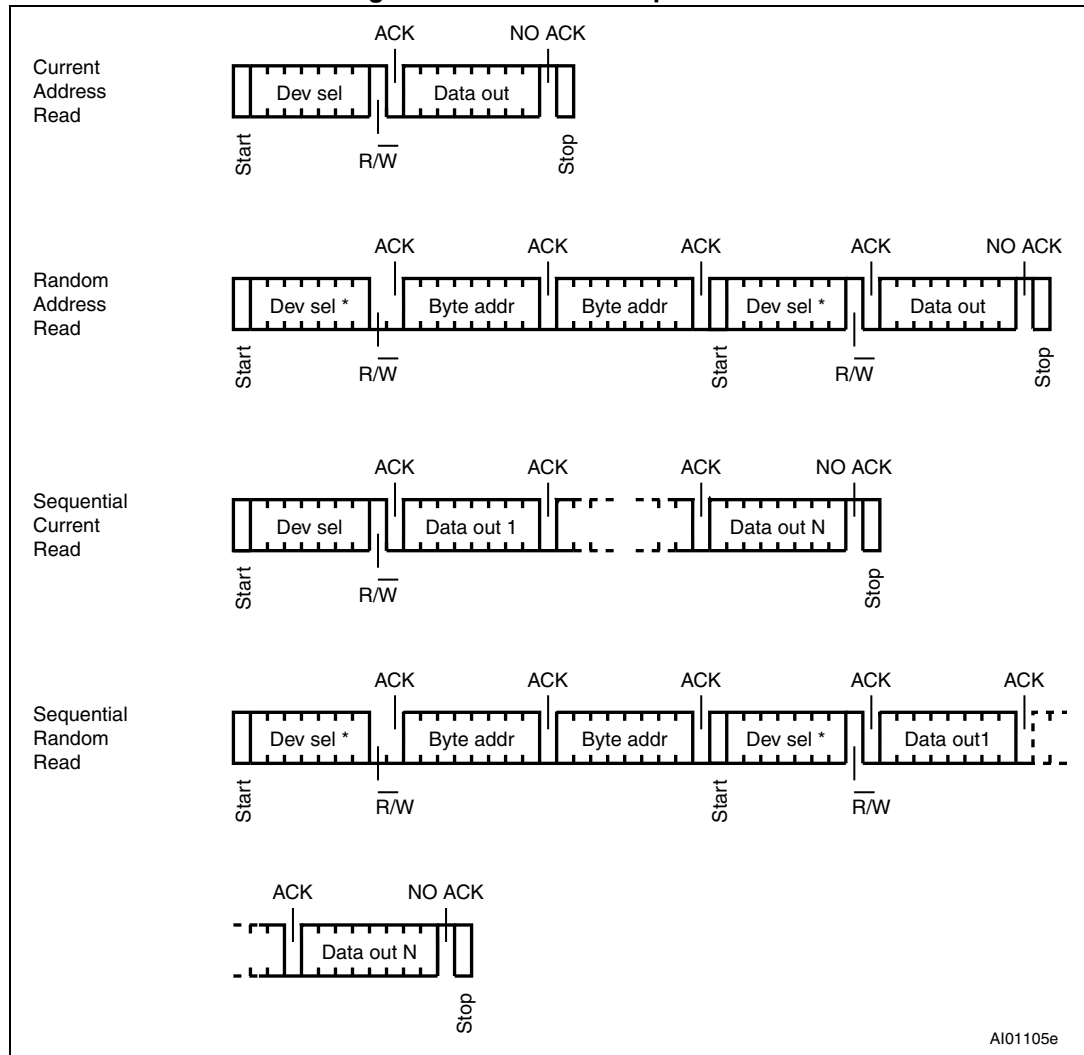 ACK NO ACK
Current
Address
Read
Dev sel Data out
Start R/W Stop
ACK ACK ACK ACK NO ACK
Random
Address
Read
Dev sel * Byte addr Byte addr Dev sel * Data out
Start R/W Start R/W Stop
ACK ACK ACK NO ACK
Sequential
Current
Read
Dev sel Data out 1 Data out N
Start R/W Stop
ACK ACK ACK ACK ACK
Sequential
Random
Read
Dev sel * Byte addr Byte addr Dev sel * Data out1
Start R/W Start R/W
ACK NO ACK
Data out N
Stop
AI01105e